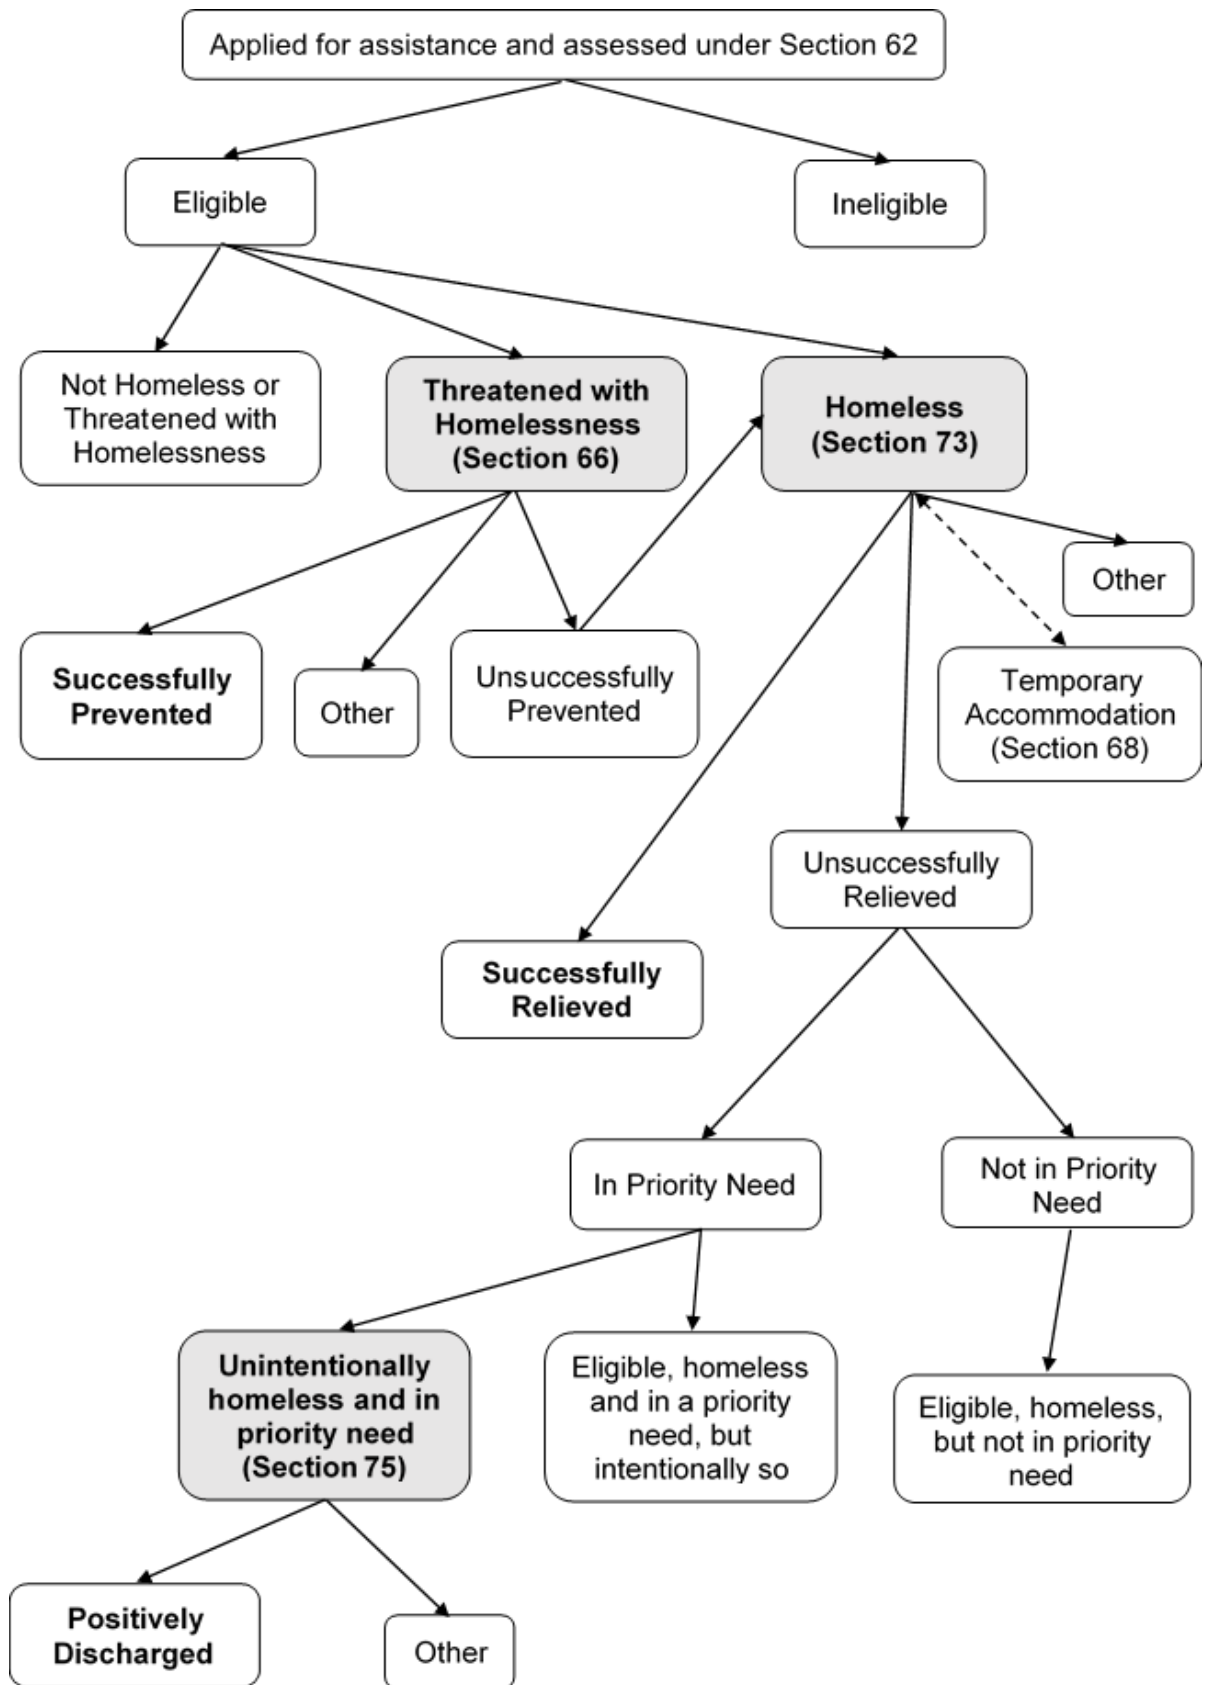 Applied for assistance and assessed under Section 62
Eligible
Ineligible
Not Homeless or
Threatened with
Homelessness
Threatened with
Homelessness
(Section 66)
Homeless
(Section 73)
Other
Successfully
Prevented
Other
Unsuccessfully
Prevented
Temporary
Accommodation
(Section 68)
Unsuccessfully
Relieved
Successfully
Relieved
In Priority Need
Not in Priority
Need
Unintentionally
homeless and in
priority need
(Section 75)
Eligible, homeless
and in a priority
need, but
intentionally so
Eligible, homeless,
but not in priority
need
Positively
Discharged
Other